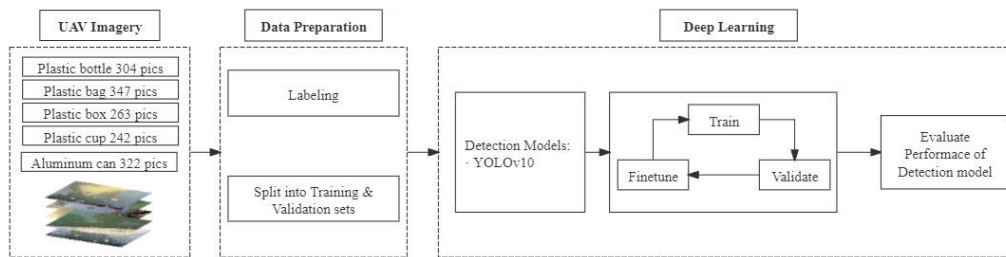 UAV Imagery
Plastic bottle 304 pics
Plastic bag 347 pics
Plastic box 263 pics
Plastic cup 242 pics
Aluminum can 322 pics
Data Preparation
Labeling
Split into Training &
Validation sets
Deep Learning
Detection Models:
· YOLOv10
Train
Finetune
Validate
Evaluate
Performace of
Detection model